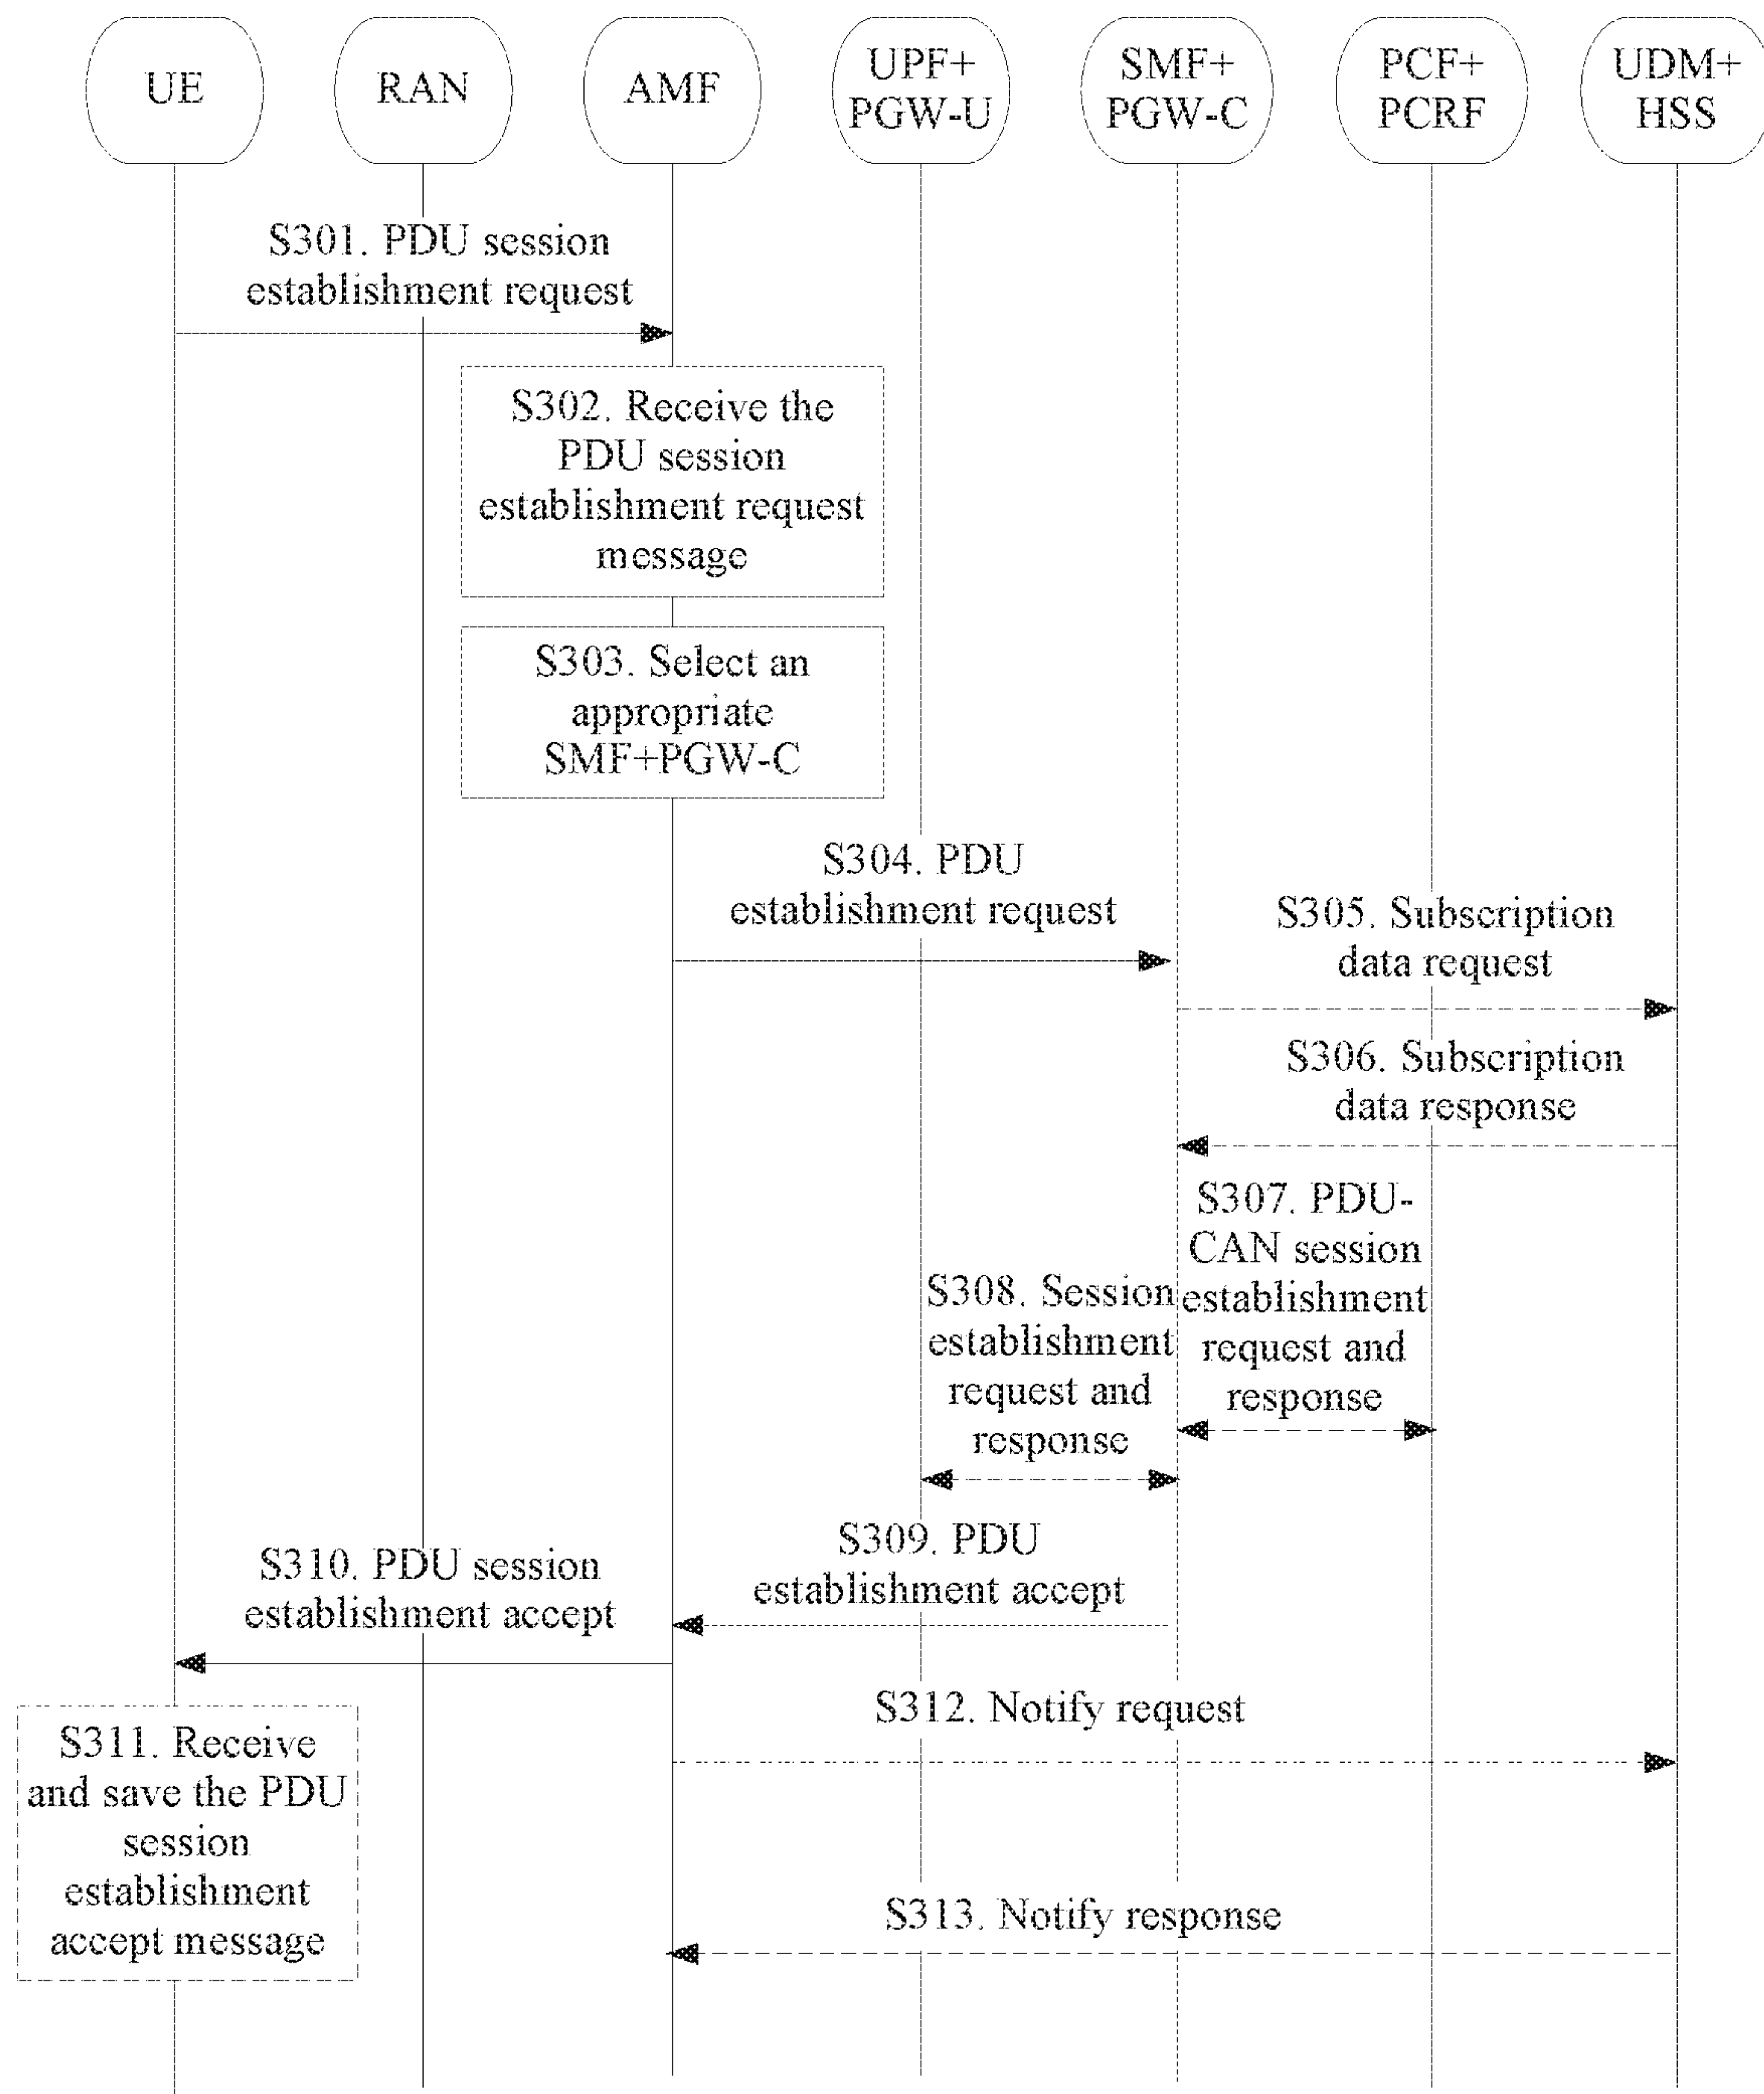 UE
RAN
AMF
UPF+
PGW-U
SMF+
PGW-C
PCF+
PCRF
UDM+
HSS
S301. PDU session
establishment request
S302. Receive the
PDU session
establishment request
message
S303. Select an
appropriate
SMF+PGW-C
S304. PDU
establishment request
S305. Subscription
data request
S306. Subscription
data response
S307. PDU-
CAN session
establishment
request and
response
S308. Session
establishment
request and
response
S309. PDU
establishment accept
S310. PDU session
establishment accept
S311. Receive
and save the PDU
session
establishment
accept message
S312. Notify request
S313. Notify response